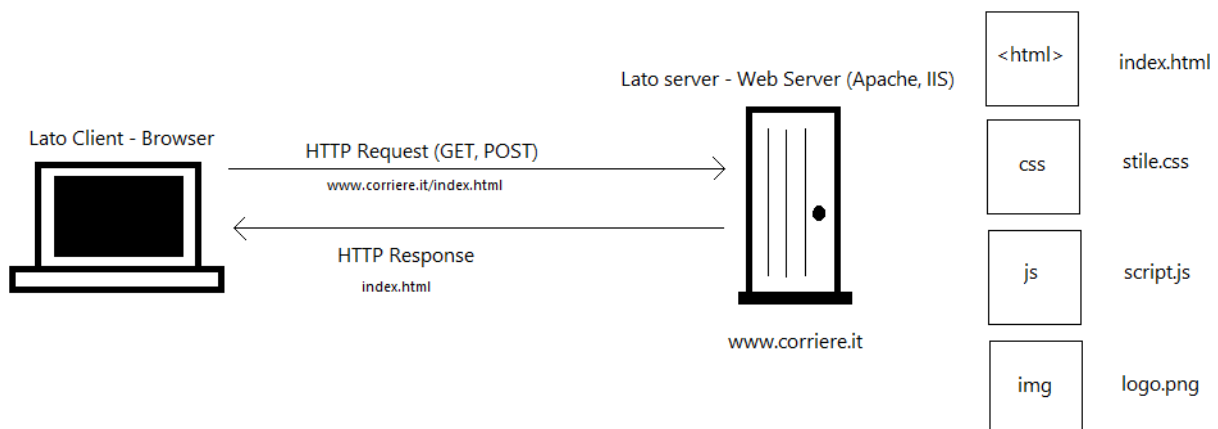 Lato Client - Browser
HTTP Request (GET, POST)
www.corriere.it/index.html
HTTP Response
index.html
Lato server - Web Server (Apache, IIS)
www.corriere.it
<html>
index.html
css
stile.css
js
script.js
img
logo.png